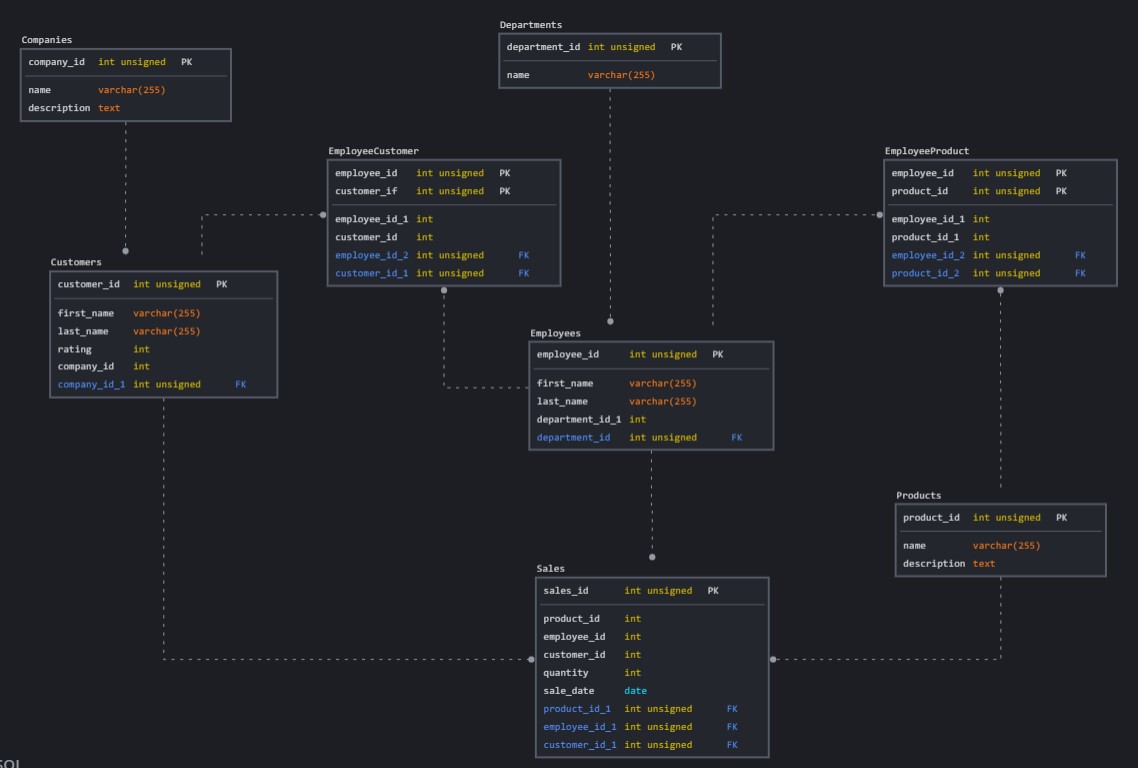 Companies
company_id int unsigned PK
name varchar(255)
description text
Departments
department_id int unsigned PK
name varchar(255)
EmployeeCustomer
employee_id int unsigned PK
customer_if int unsigned PK
employee_id_1 int
customer_id int
employee_id_2 int unsigned FK
customer_id_1 int unsigned FK
EmployeeProduct
employee_id int unsigned PK
product_id int unsigned PK
employee_id_1 int
product_id_1 int
employee_id_2 int unsigned FK
product_id_2 int unsigned FK
Customers
customer_id int unsigned PK
first_name varchar(255)
last_name varchar(255)
rating int
company_id int
company_id_1 int unsigned FK
Employees
employee_id int unsigned PK
first_name varchar(255)
last_name varchar(255)
department_id_1 int
department_id int unsigned FK
Products
product_id int unsigned PK
name varchar(255)
description text
Sales
sales_id int unsigned PK
product_id int
employee_id int
customer_id int
quantity int
sale_date date
product_id_1 int unsigned FK
employee_id_1 int unsigned FK
customer_id_1 int unsigned FK